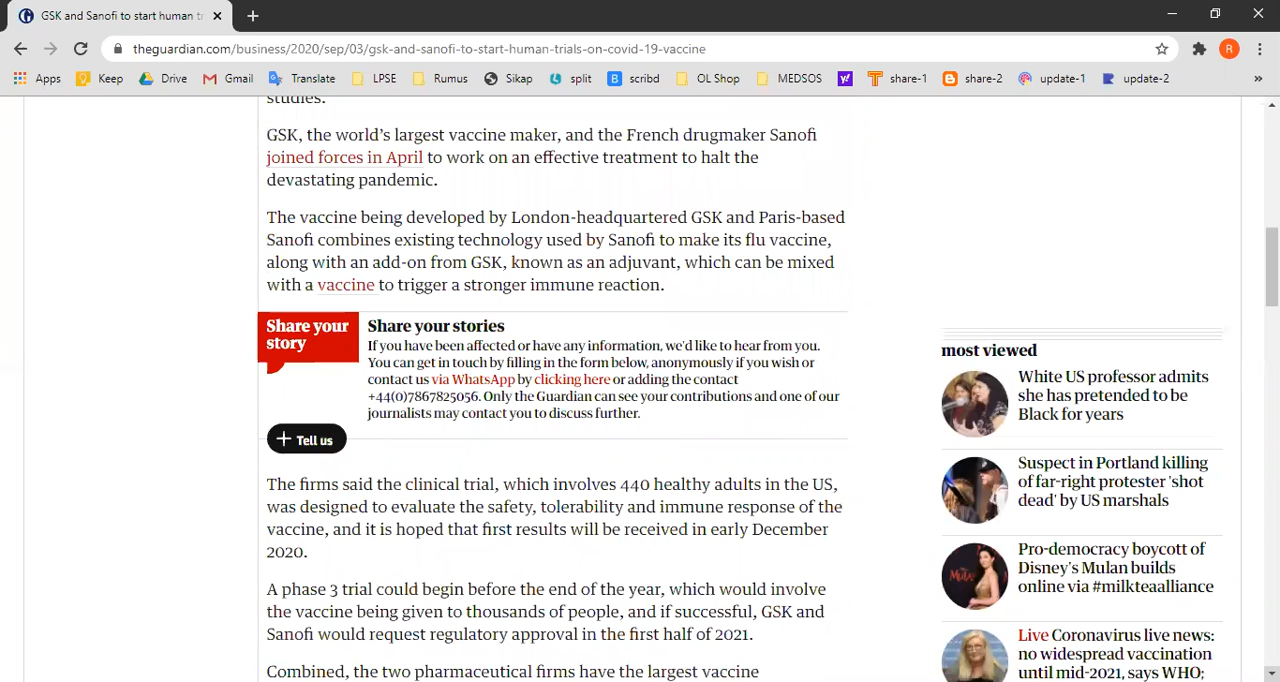 GSK and Sanofi to start human tr
theguardian.com/business/2020/sep/03/gsk-and-sanofi-to-start-human-trials-on-covid-19-vaccine
R
Apps Keep Drive Gmail Translate LPSE Rumus Sikap split scribd OL Shop MEDSOS share-1 share-2 update-1 update-2 »
studies.
GSK, the world’s largest vaccine maker, and the French drugmaker Sanofi
joined forces in April to work on an effective treatment to halt the
devastating pandemic.
The vaccine being developed by London-headquartered GSK and Paris-based
Sanofi combines existing technology used by Sanofi to make its flu vaccine,
along with an add-on from GSK, known as an adjuvant, which can be mixed
with a vaccine to trigger a stronger immune reaction.
Share your
story
Share your stories
If you have been affected or have any information, we'd like to hear from you.
You can get in touch by filling in the form below, anonymously if you wish or
contact us via WhatsApp by clicking here or adding the contact
+44(0)7867825056. Only the Guardian can see your contributions and one of our
journalists may contact you to discuss further.
+ Tell us
The firms said the clinical trial, which involves 440 healthy adults in the US,
was designed to evaluate the safety, tolerability and immune response of the
vaccine, and it is hoped that first results will be received in early December
2020.
A phase 3 trial could begin before the end of the year, which would involve
the vaccine being given to thousands of people, and if successful, GSK and
Sanofi would request regulatory approval in the first half of 2021.
Combined, the two pharmaceutical firms have the largest vaccine
most viewed
White US professor admits
she has pretended to be
Black for years
Suspect in Portland killing
of far-right protester 'shot
dead' by US marshals
Pro-democracy boycott of
Disney's Mulan builds
online via #milkteaalliance
Live Coronavirus live news:
no widespread vaccination
until mid-2021, says WHO;